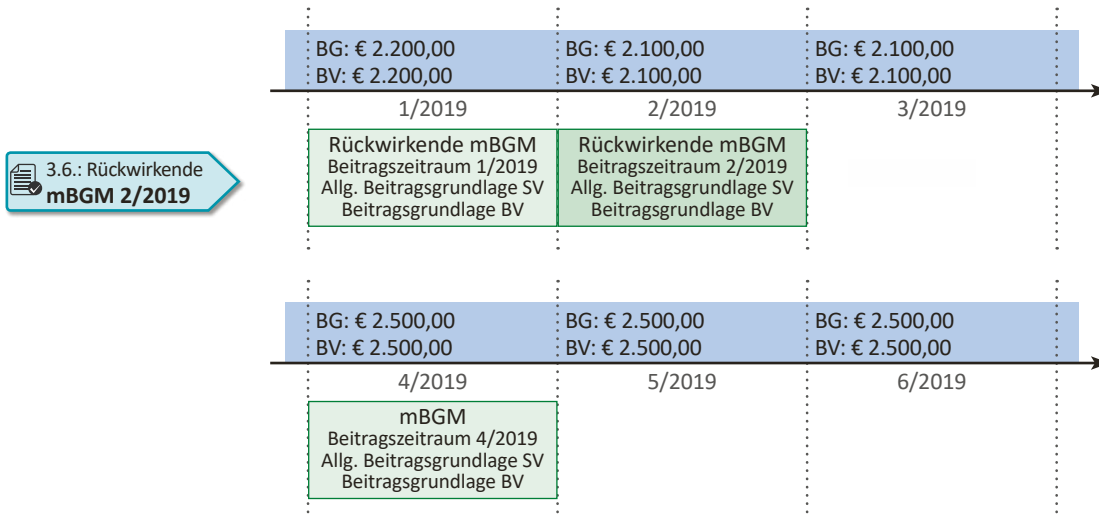 BG: € 2.200,00
BV: € 2.200,00
BG: € 2.100,00
BV: € 2.100,00
BG: € 2.100,00
BV: € 2.100,00
1/2019
2/2019
3/2019
3.6.: Rückwirkende
mBGM 2/2019
Rückwirkende mBGM
Beitragszeitraum 1/2019
Allg. Beitragsgrundlage SV
Beitragsgrundlage BV
Rückwirkende mBGM
Beitragszeitraum 2/2019
Allg. Beitragsgrundlage SV
Beitragsgrundlage BV
BG: € 2.500,00
BV: € 2.500,00
BG: € 2.500,00
BV: € 2.500,00
BG: € 2.500,00
BV: € 2.500,00
4/2019
5/2019
6/2019
mBGM
Beitragszeitraum 4/2019
Allg. Beitragsgrundlage SV
Beitragsgrundlage BV